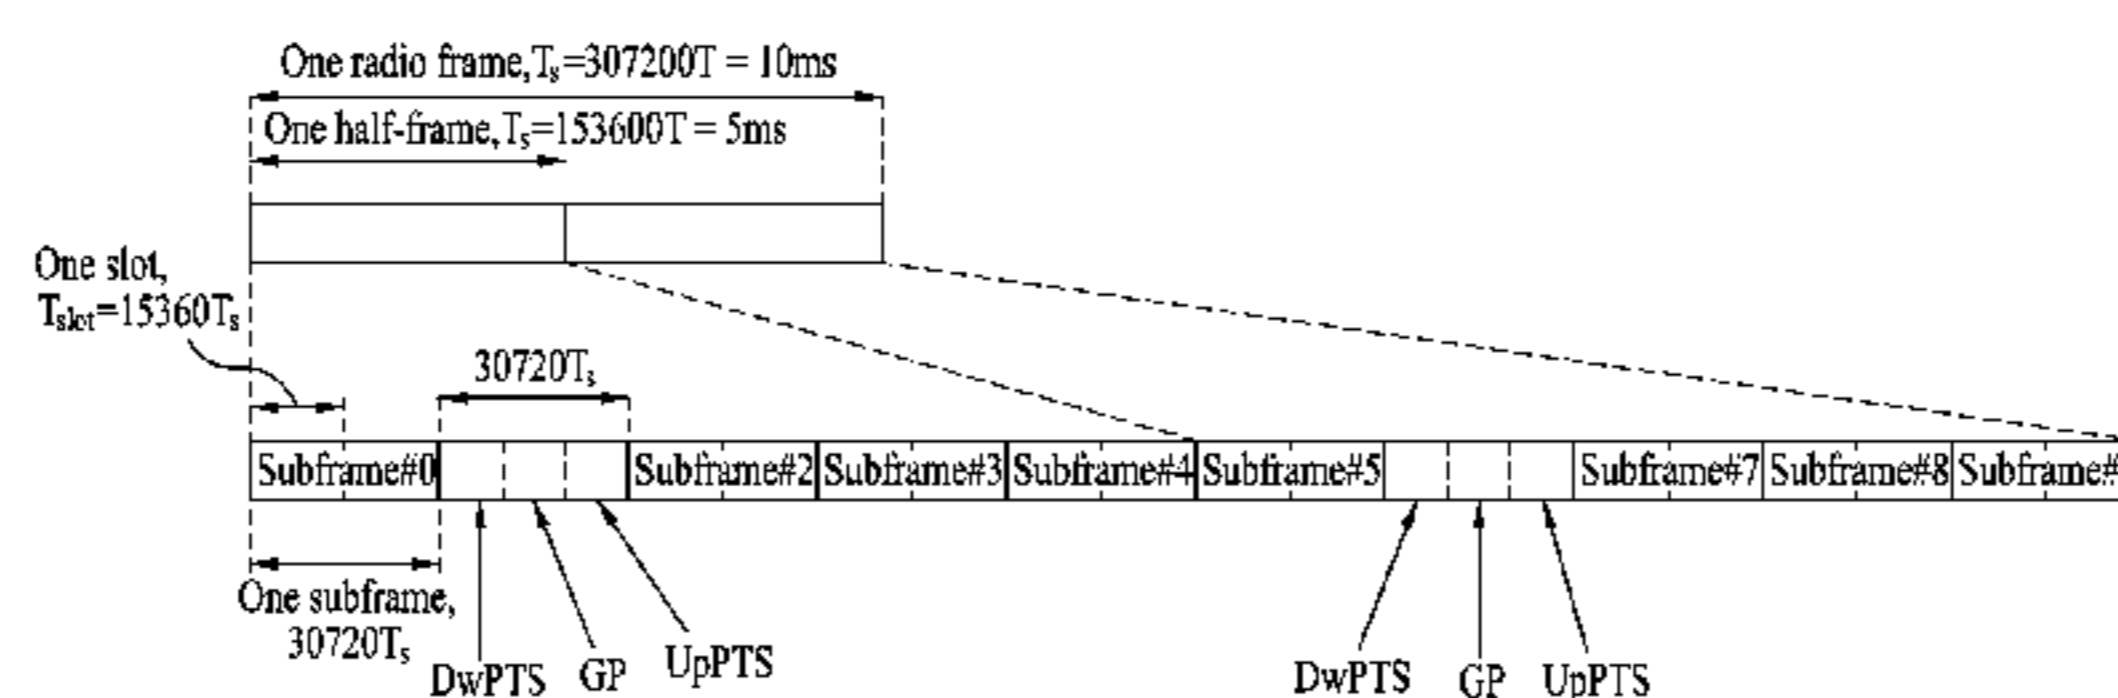 One radio frame, Ts=307200T = 10ms
One half-frame, Ts=153600T = 5ms
One slot,
Tslot=15360Ts
30720Ts
Subframe#0 Subframe#2 Subframe#3 Subframe#4 Subframe#5 Subframe#7 Subframe#8 Subframe#
One subframe,
30720Ts
DwPTS GP UpPTS DwPTS GP UpPTS